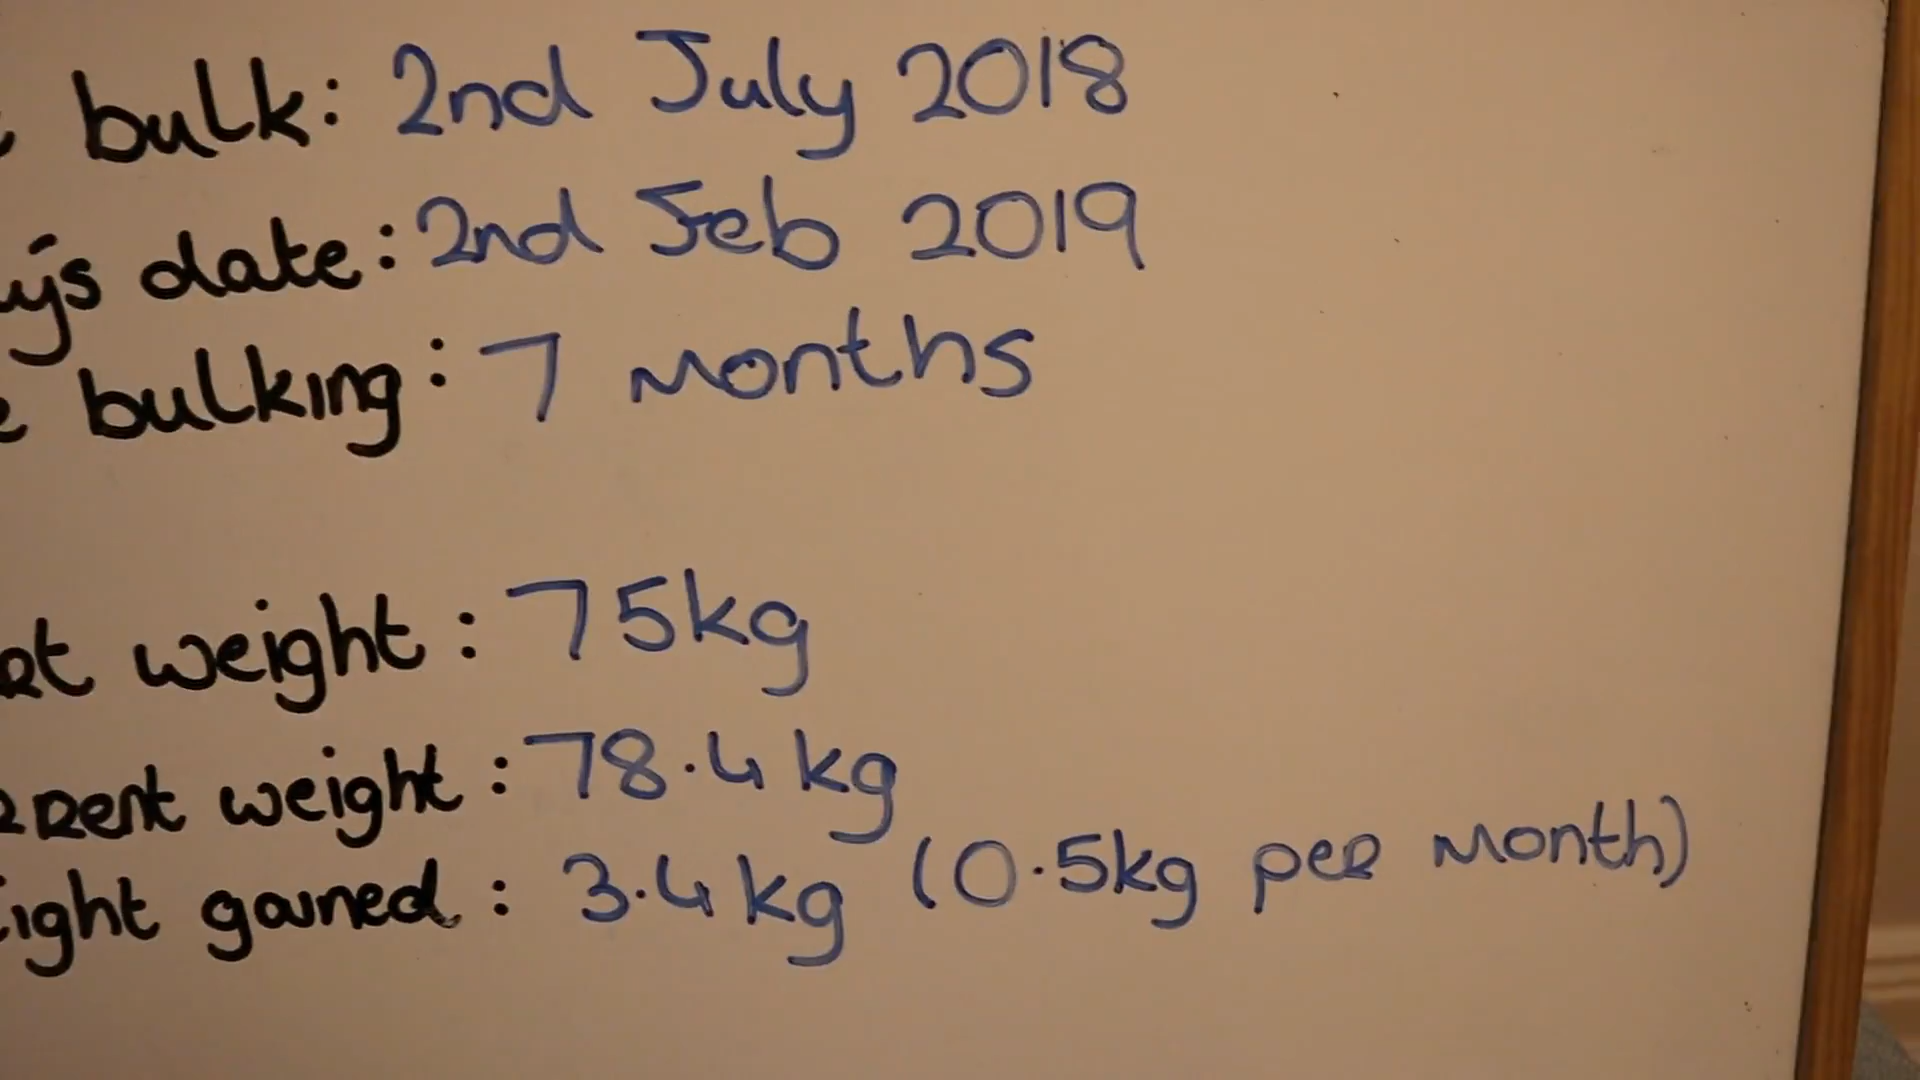 bulk: 2nd July 2018
date: 2nd Feb 2019
bulking: 7 months
weight: 75kg
weight: 78.4kg
gained: 3.4kg (0.5kg per month)